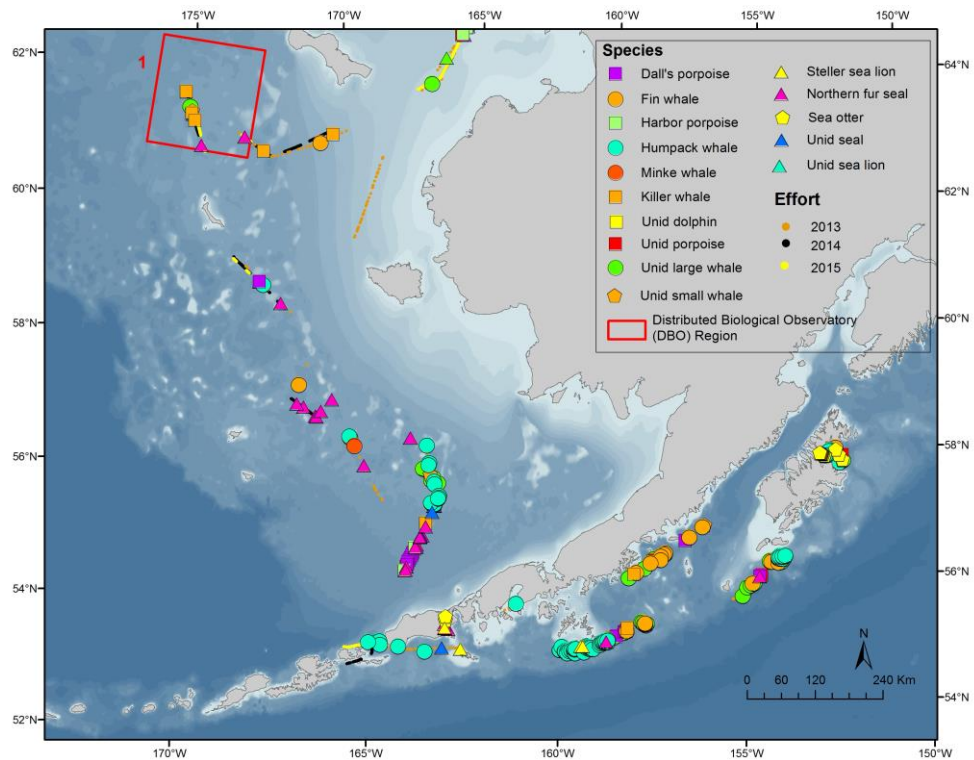 175°W 170°W 165°W 160°W 155°W 150°W
62°N
60°N
58°N
56°N
54°N
52°N
64°N
62°N
60°N
58°N
56°N
54°N
1
Species
Dall's porpoise
Fin whale
Harbor porpoise
Humpack whale
Minke whale
Killer whale
Unid dolphin
Unid porpoise
Unid large whale
Unid small whale
Distributed Biological Observatory
(DBO) Region
Steller sea lion
Northern fur seal
Sea otter
Unid seal
Unid sea lion
Effort
2013
2014
2015
N
0 60 120 180 240 Km
170°W 165°W 160°W 155°W 150°W